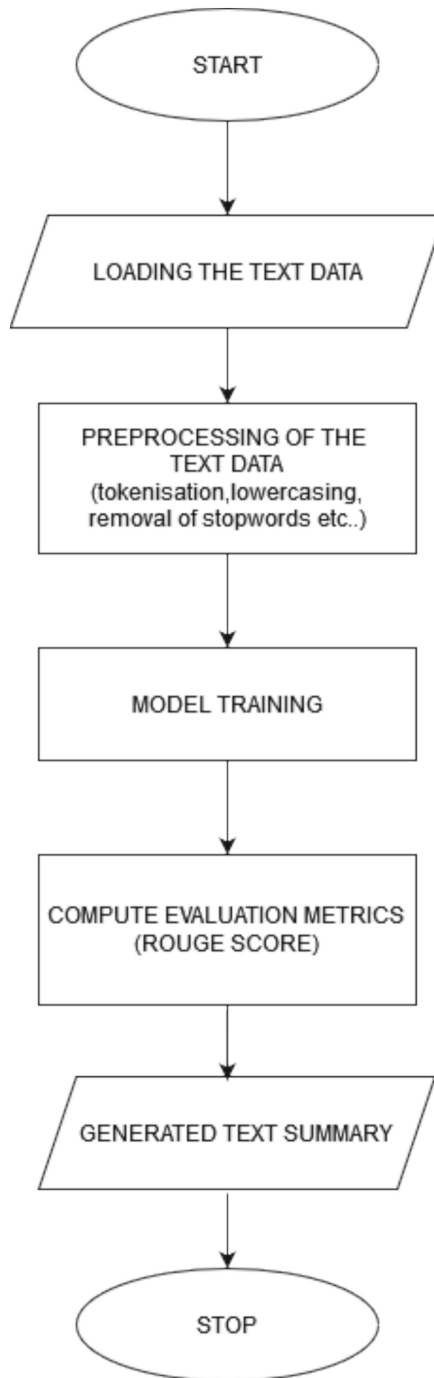 START
LOADING THE TEXT DATA
PREPROCESSING OF THE
TEXT DATA
(tokenisation,lowercasing,
removal of stopwords etc..)
MODEL TRAINING
COMPUTE EVALUATION METRICS
(ROUGE SCORE)
GENERATED TEXT SUMMARY
STOP